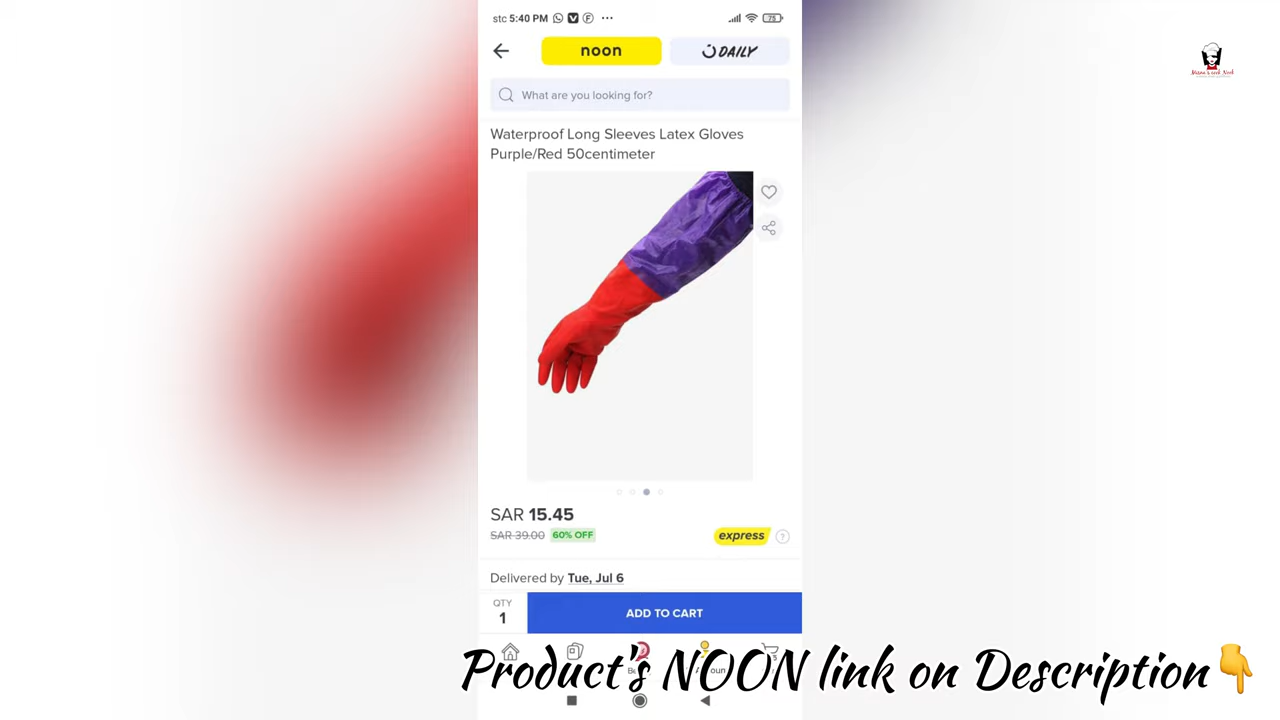 stc 5:40 PM
75
noon
DAILY
What are you looking for?
Waterproof Long Sleeves Latex Gloves
Purple/Red 50centimeter
SAR 15.45
SAR 39.00 60% OFF
express ?
Delivered by Tue, Jul 6
QTY
1
ADD TO CART
Product's NOON link on Description👇